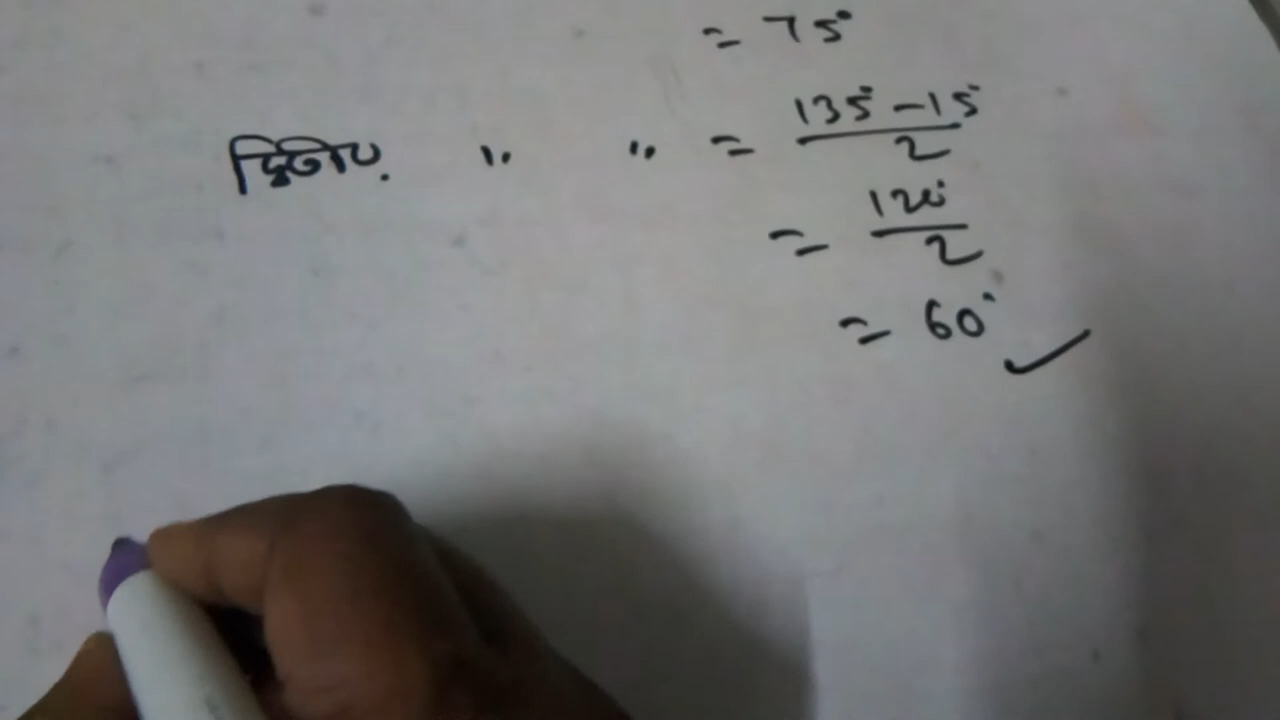 = 75°
দ্বিতীয় " " = 135° - 15° / 2
= 120° / 2
= 60° ✓